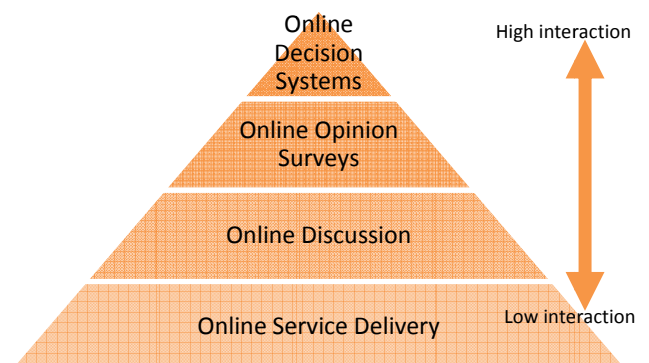 Online
Decision
Systems
High interaction
Online Opinion
Surveys
Online Discussion
Low interaction
Online Service Delivery